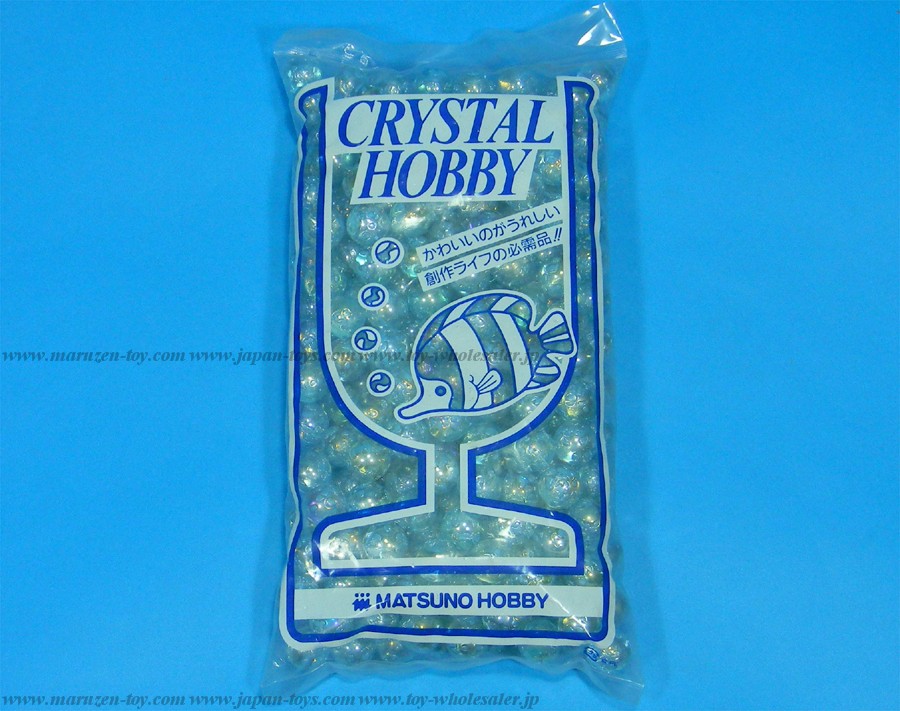 CRYSTAL
HOBBY
かわいいのがうれしい
創作ライフの必需品!!
www.maruzen-toy.com www.japan-toys.com www.toy-wholesaler.jp
MATSUNO HOBBY
www.maruzen-toy.com www.japan-toys.com www.toy-wholesaler.jp